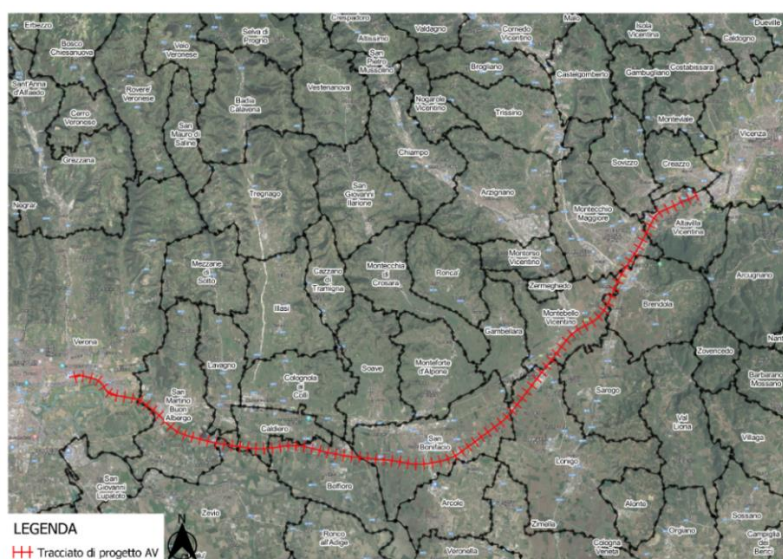 Erbezzo
Bosco
Chiesanuova
Velo
Veronese
Selva di
Progno
Crespadoro
Altissimo
Valdagno
Cornedo
Vicentino
Malo
Isola
Vicentina
Dueville
Caldogno
Sant'Anna
d'Alfaedo
Roverè
Veronese
San
Pietro
Mussolino
Brogliano
Castelgomberto
Gambugliano
Costabissara
Cerro
Veronese
San
Mauro di
Saline
Badia
Calavena
Vestenanova
Nogarole
Vicentino
Trissino
Monteviale
Vicenza
Grezzana
Chiampo
Sovizzo
Creazzo
Negrar
Tregnago
San
Giovanni
Ilarione
Arzignano
Montecchio
Maggiore
Altavilla
Vicentina
Mezzane
di
Sotto
Cazzano
di
Tramigna
Montecchia
di
Crosara
Roncà
Montorso
Vicentino
Zermeghedo
Arcugnano
Illasi
Montebello
Vicentino
Brendola
Verona
Lavagno
Gambellara
Zovencedo
Soave
Monteforte
d'Alpone
Colognola
ai
Colli
Barbarano
Mossano
San
Martino
Buon
Albergo
Sarego
Val
Liona
Villaga
Caldiero
San
Bonifacio
Lonigo
San
Giovanni
Lupatoto
Belfiore
Arcole
Alonte
Sossano
Zevio
Zimella
Orgiano
Ronco
all'Adige
Veronella
Cologna
Veneta
LEGENDA
N
Tracciato di progetto AV